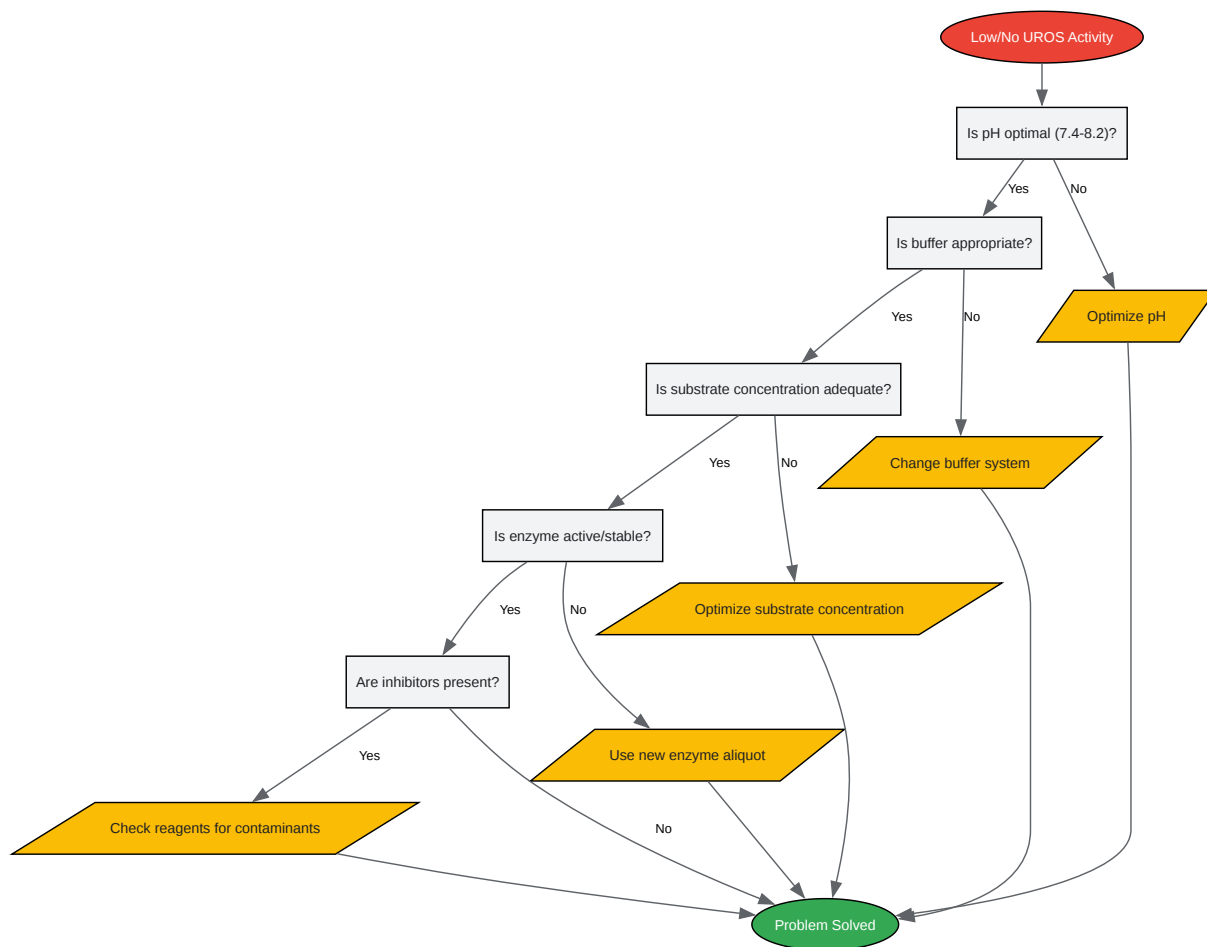 Low/No UROS Activity
Is pH optimal (7.4-8.2)?
Yes
No
Is buffer appropriate?
Optimize pH
Yes
No
Is substrate concentration adequate?
Change buffer system
Yes
No
Is enzyme active/stable?
Optimize substrate concentration
Yes
No
Are inhibitors present?
Use new enzyme aliquot
Yes
No
Check reagents for contaminants
Problem Solved